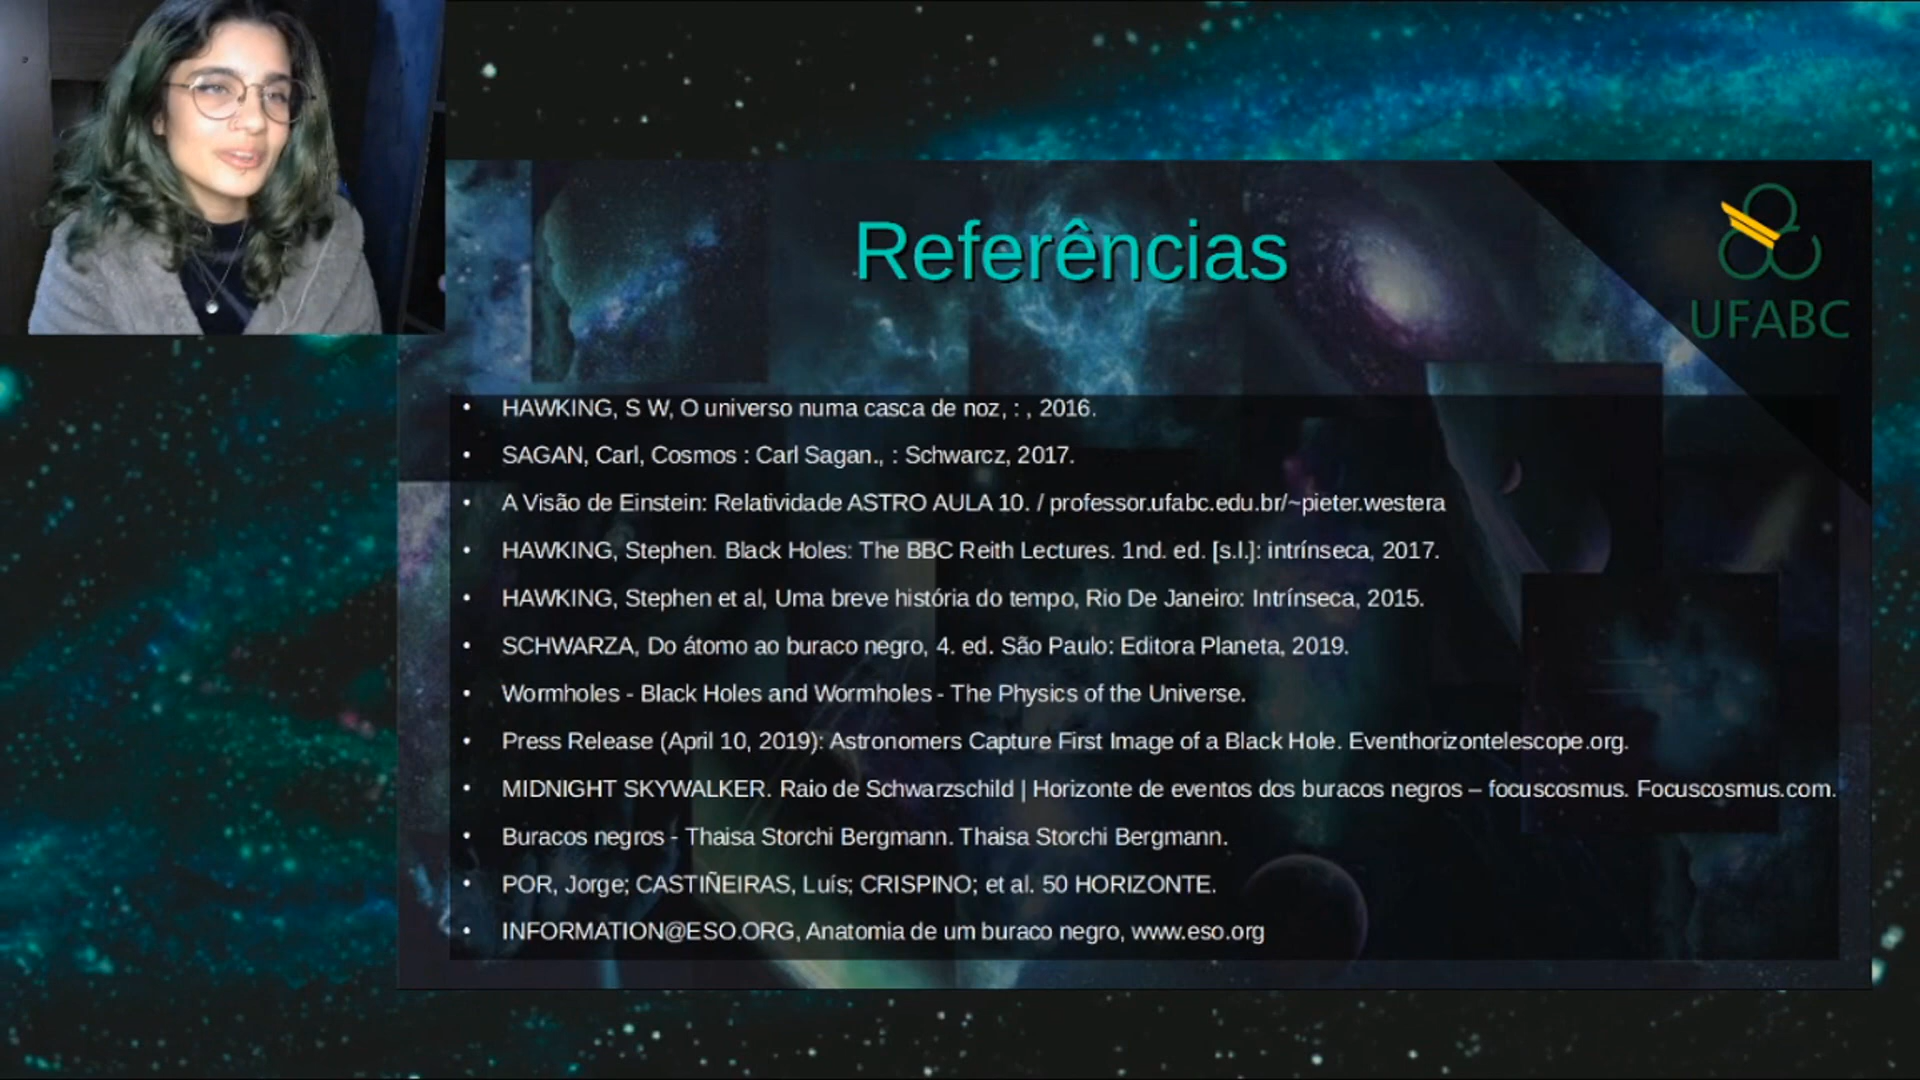 Referências
UFABC
• HAWKING, S W, O universo numa casca de noz, : , 2016.
• SAGAN, Carl, Cosmos : Carl Sagan., : Schwarcz, 2017.
• A Visão de Einstein: Relatividade ASTRO AULA 10. / professor.ufabc.edu.br/~pieter.westera
• HAWKING, Stephen. Black Holes: The BBC Reith Lectures. 1nd. ed. [s.l.]: intrínseca, 2017.
• HAWKING, Stephen et al, Uma breve história do tempo, Rio De Janeiro: Intrínseca, 2015.
• SCHWARZA, Do átomo ao buraco negro, 4. ed. São Paulo: Editora Planeta, 2019.
• Wormholes - Black Holes and Wormholes - The Physics of the Universe.
• Press Release (April 10, 2019): Astronomers Capture First Image of a Black Hole. Eventhorizontelescope.org.
• MIDNIGHT SKYWALKER. Raio de Schwarzschild | Horizonte de eventos dos buracos negros – focuscosmus. Focuscosmus.com.
• Buracos negros - Thaisa Storchi Bergmann. Thaisa Storchi Bergmann.
• POR, Jorge; CASTIÑEIRAS, Luís; CRISPINO; et al. 50 HORIZONTE.
• INFORMATION@ESO.ORG, Anatomia de um buraco negro, www.eso.org